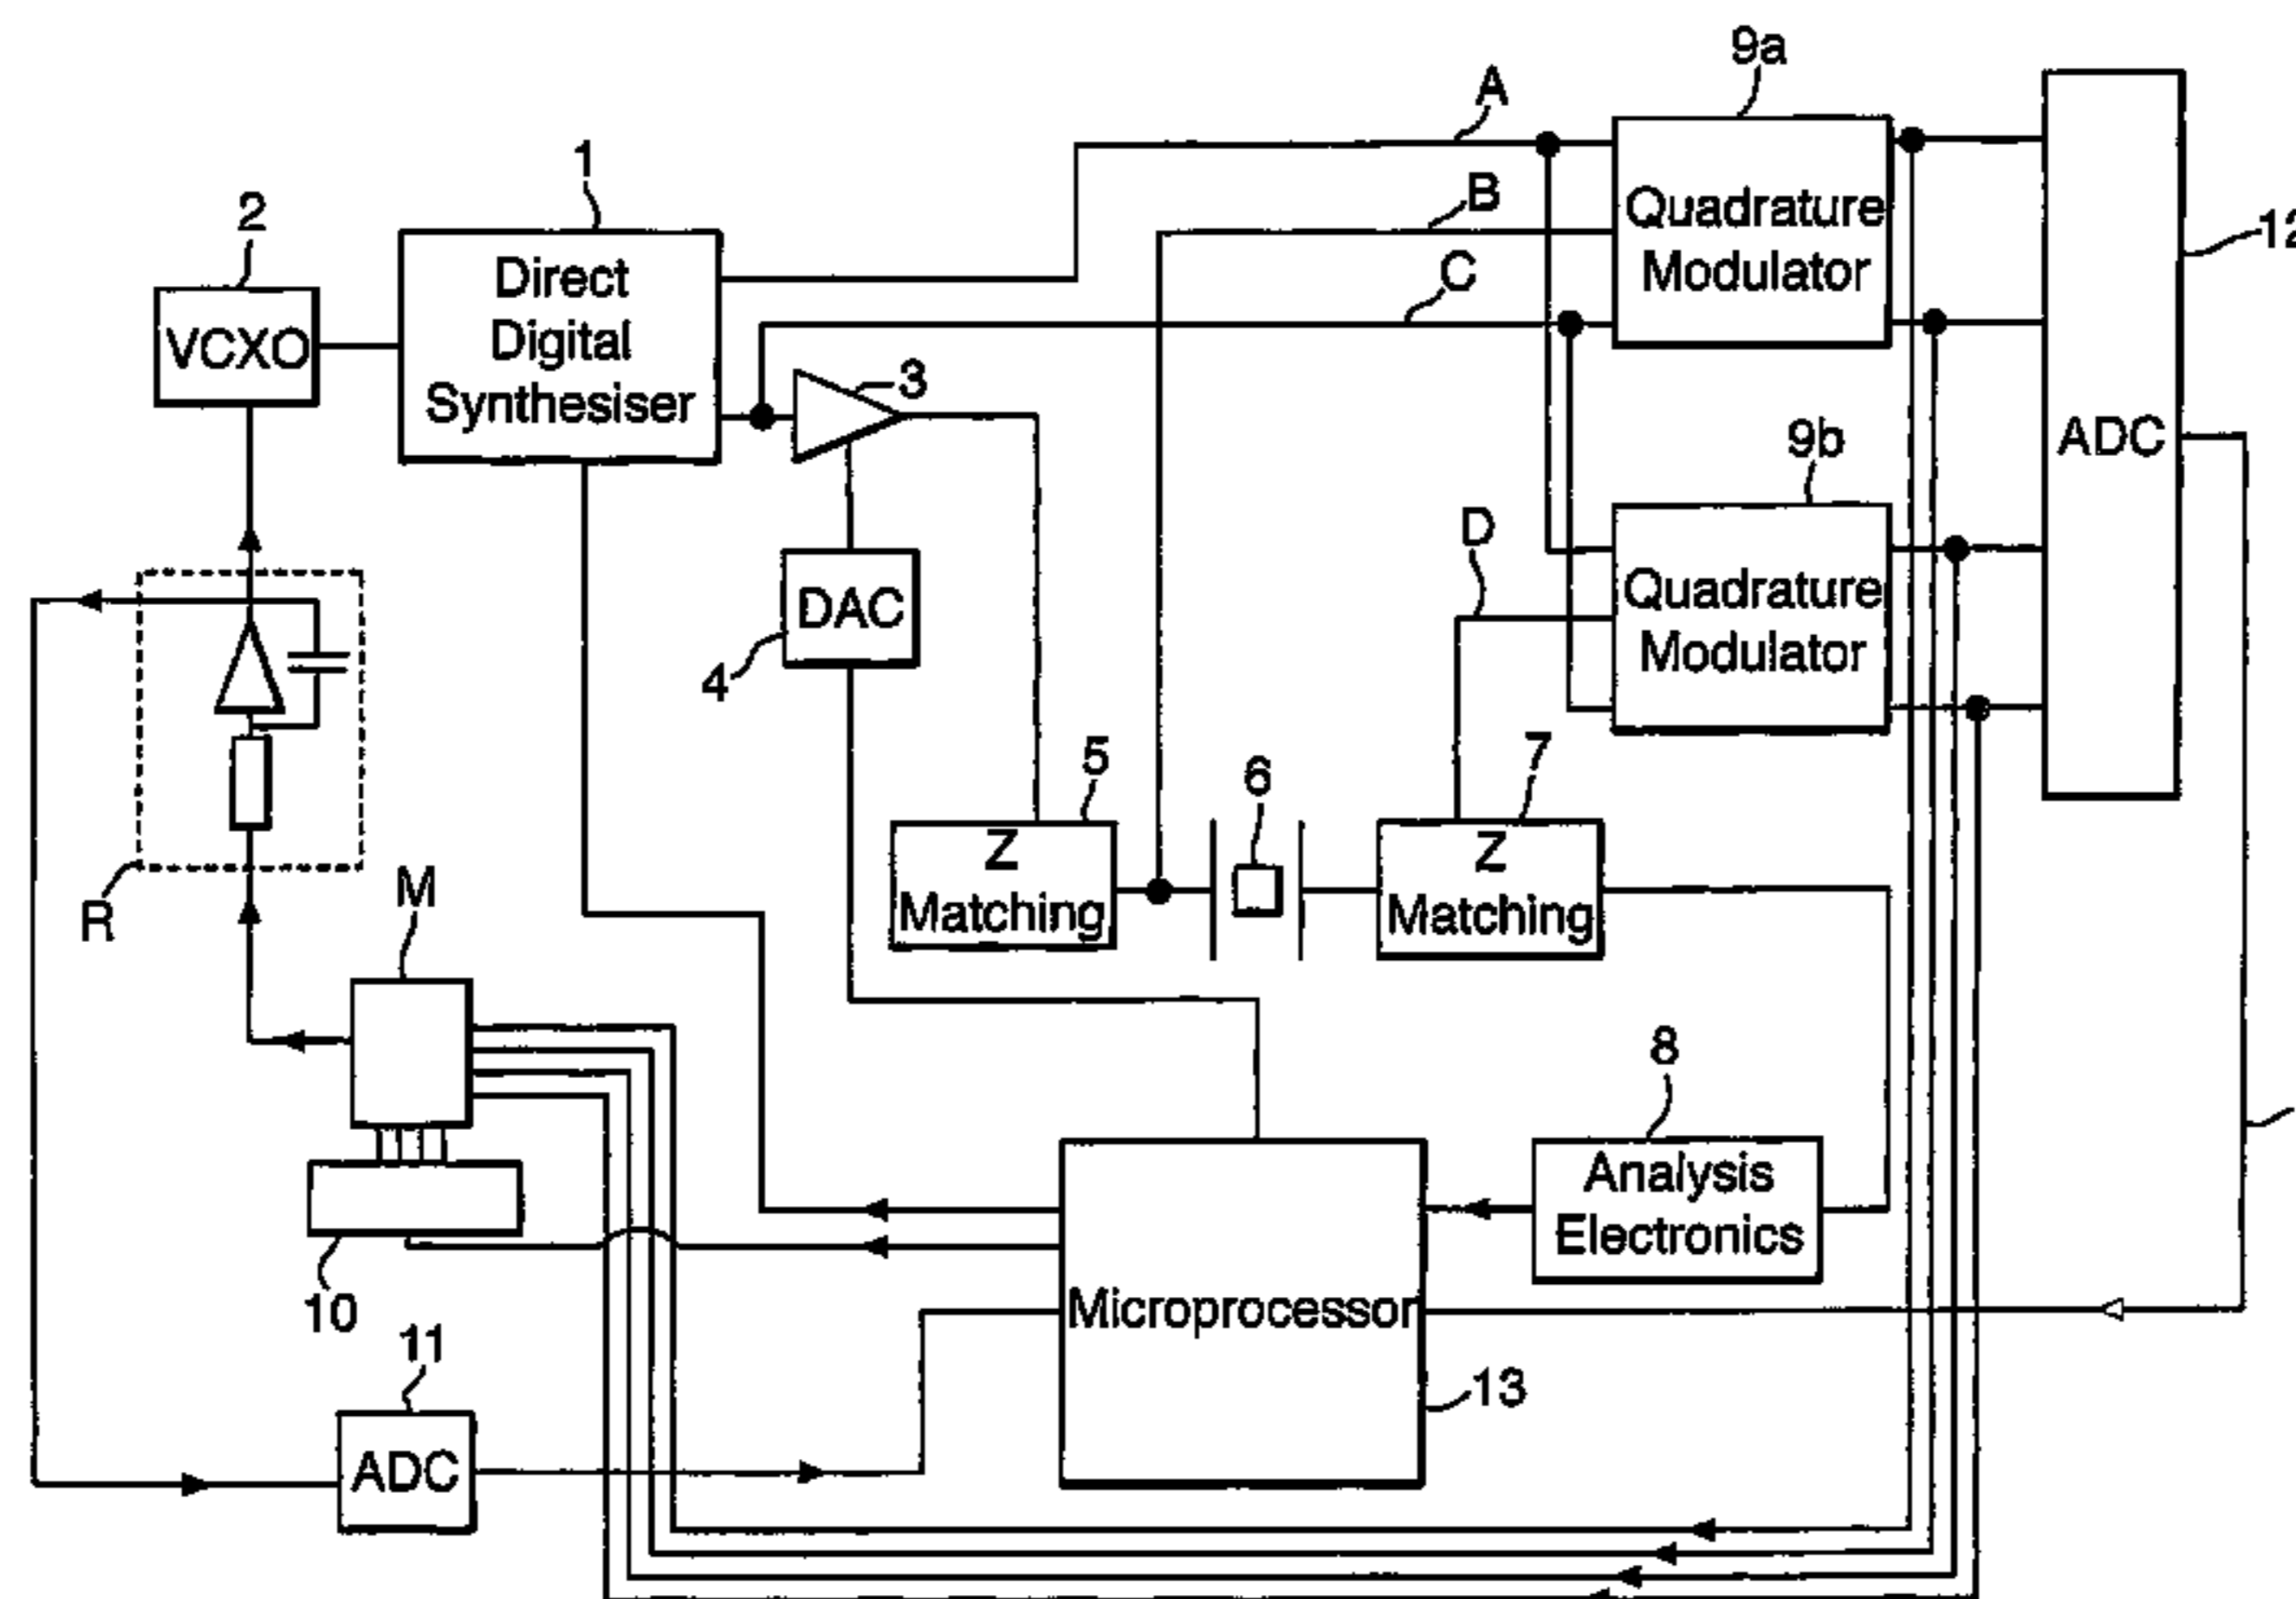 9a
A
1
Quadrature
Modulator
B
2
Direct
Digital
Synthesiser
C
12
VCXO
3
9b
ADC
D
DAC
Quadrature
Modulator
4
5
6
7
Z
Matching
Z
Matching
R
M
8
Analysis
Electronics
10
Microprocessor
11
ADC
13